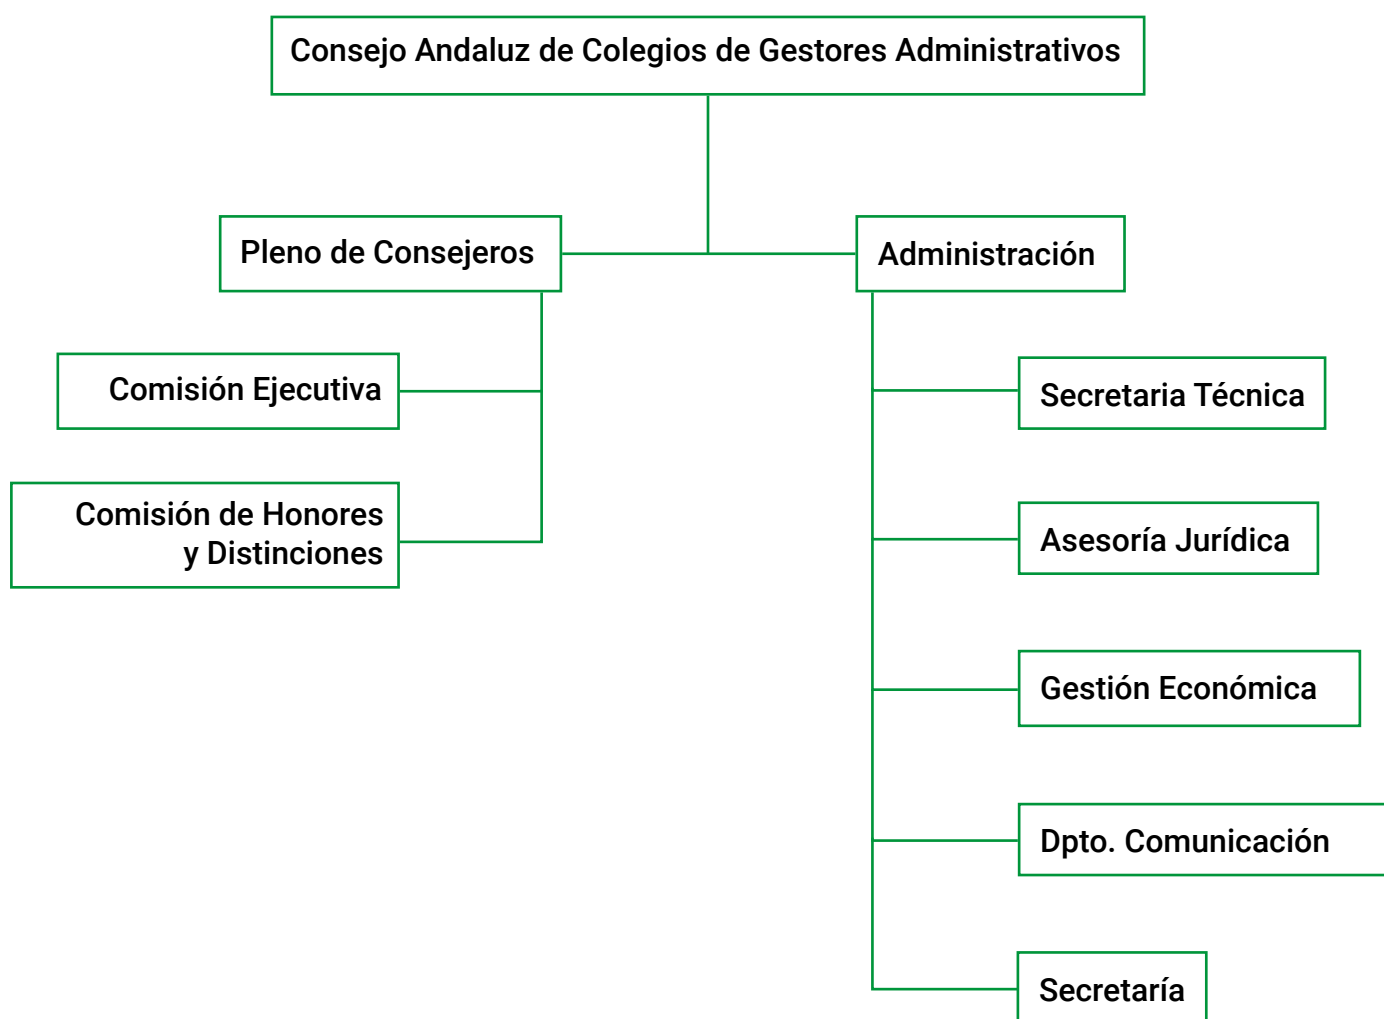 Consejo Andaluz de Colegios de Gestores Administrativos
Pleno de Consejeros
Administración
Comisión Ejecutiva
Comisión de Honores
y Distinciones
Secretaria Técnica
Asesoría Jurídica
Gestión Económica
Dpto. Comunicación
Secretaría